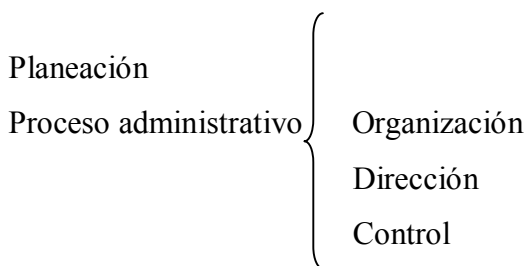 Planeación
Proceso administrativo Organización
Dirección
Control